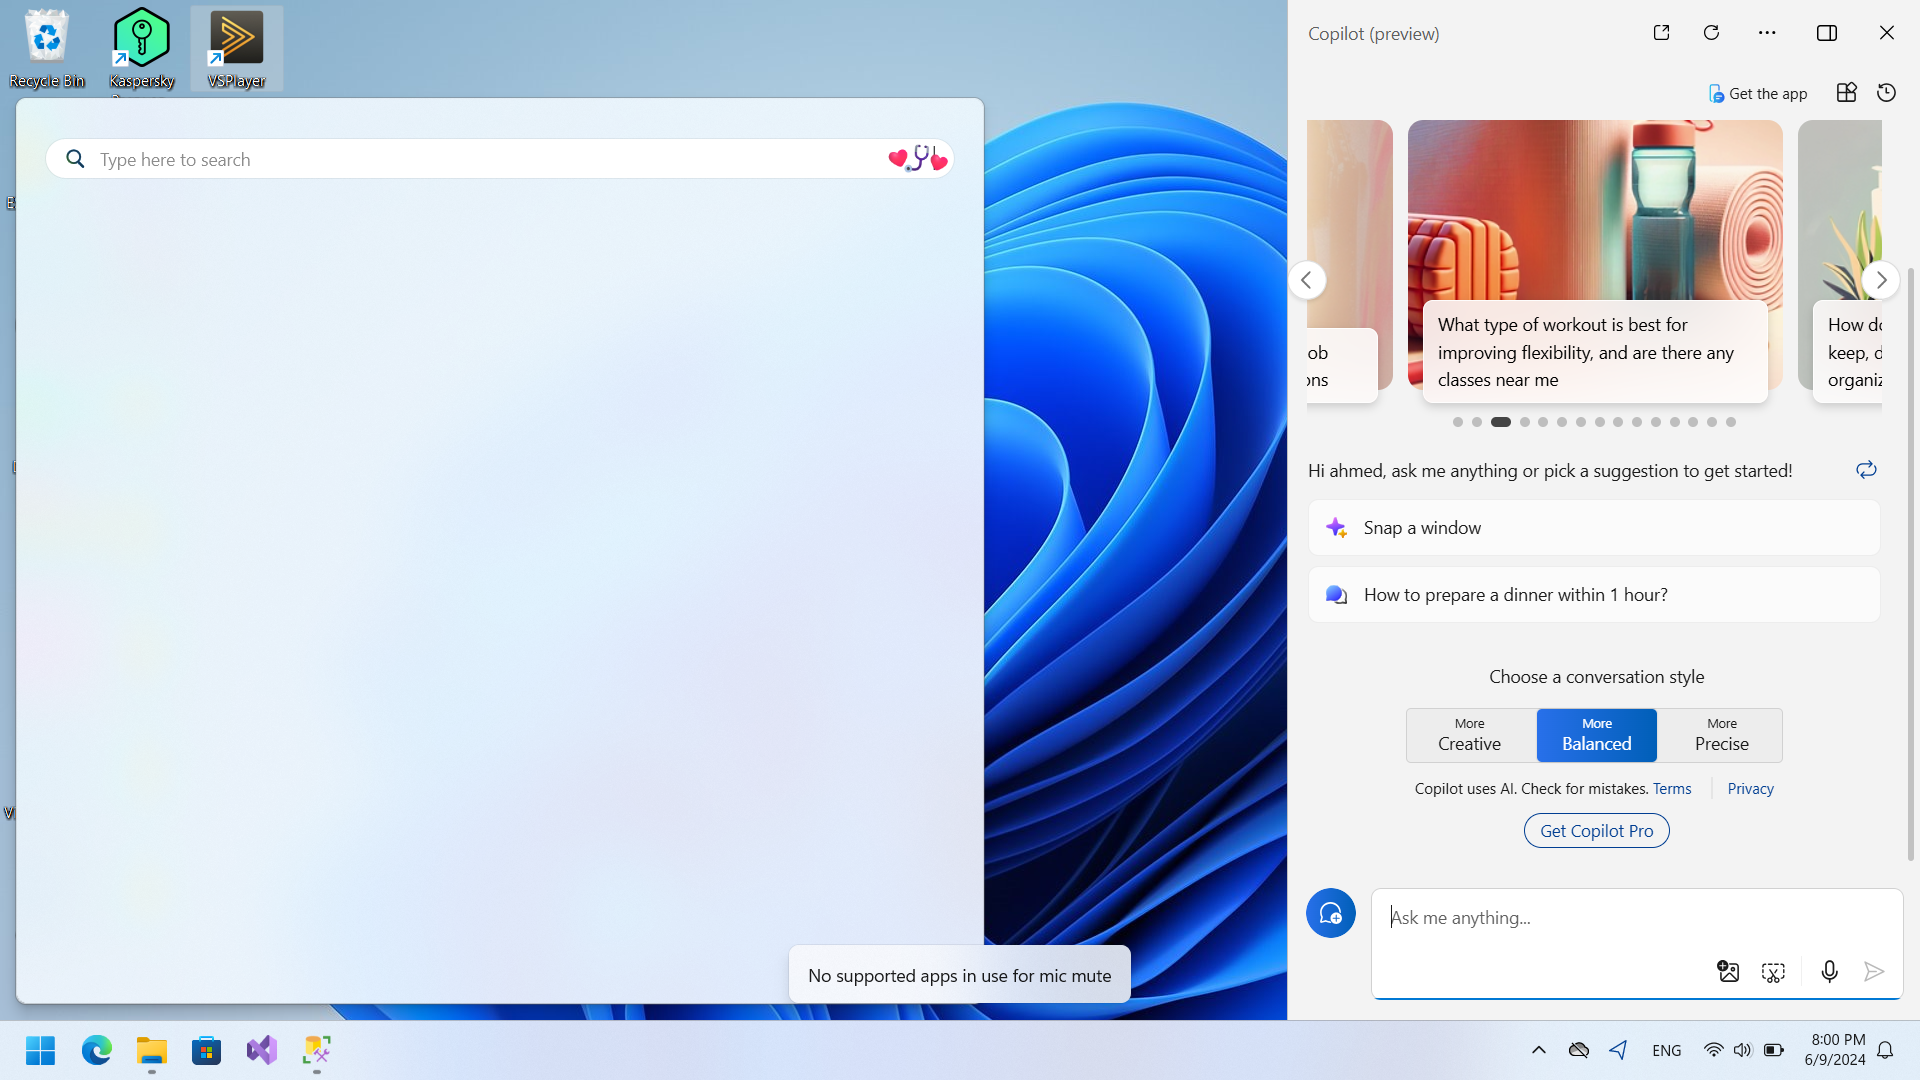 Recycle Bin
Kaspersky
VSPlayer
Type here to search
No supported apps in use for mic mute
Copilot (preview)
Get the app
What type of workout is best for
improving flexibility, and are there any
classes near me
keep,
Hi ahmed, ask me anything or pick a suggestion to get started!
Snap a window
How to prepare a dinner within 1 hour?
Choose a conversation style
More
Creative
More
Balanced
More
Precise
Copilot uses AI. Check for mistakes. Terms
Privacy
Get Copilot Pro
Ask me anything...
ENG
8:00 PM
6/9/2024